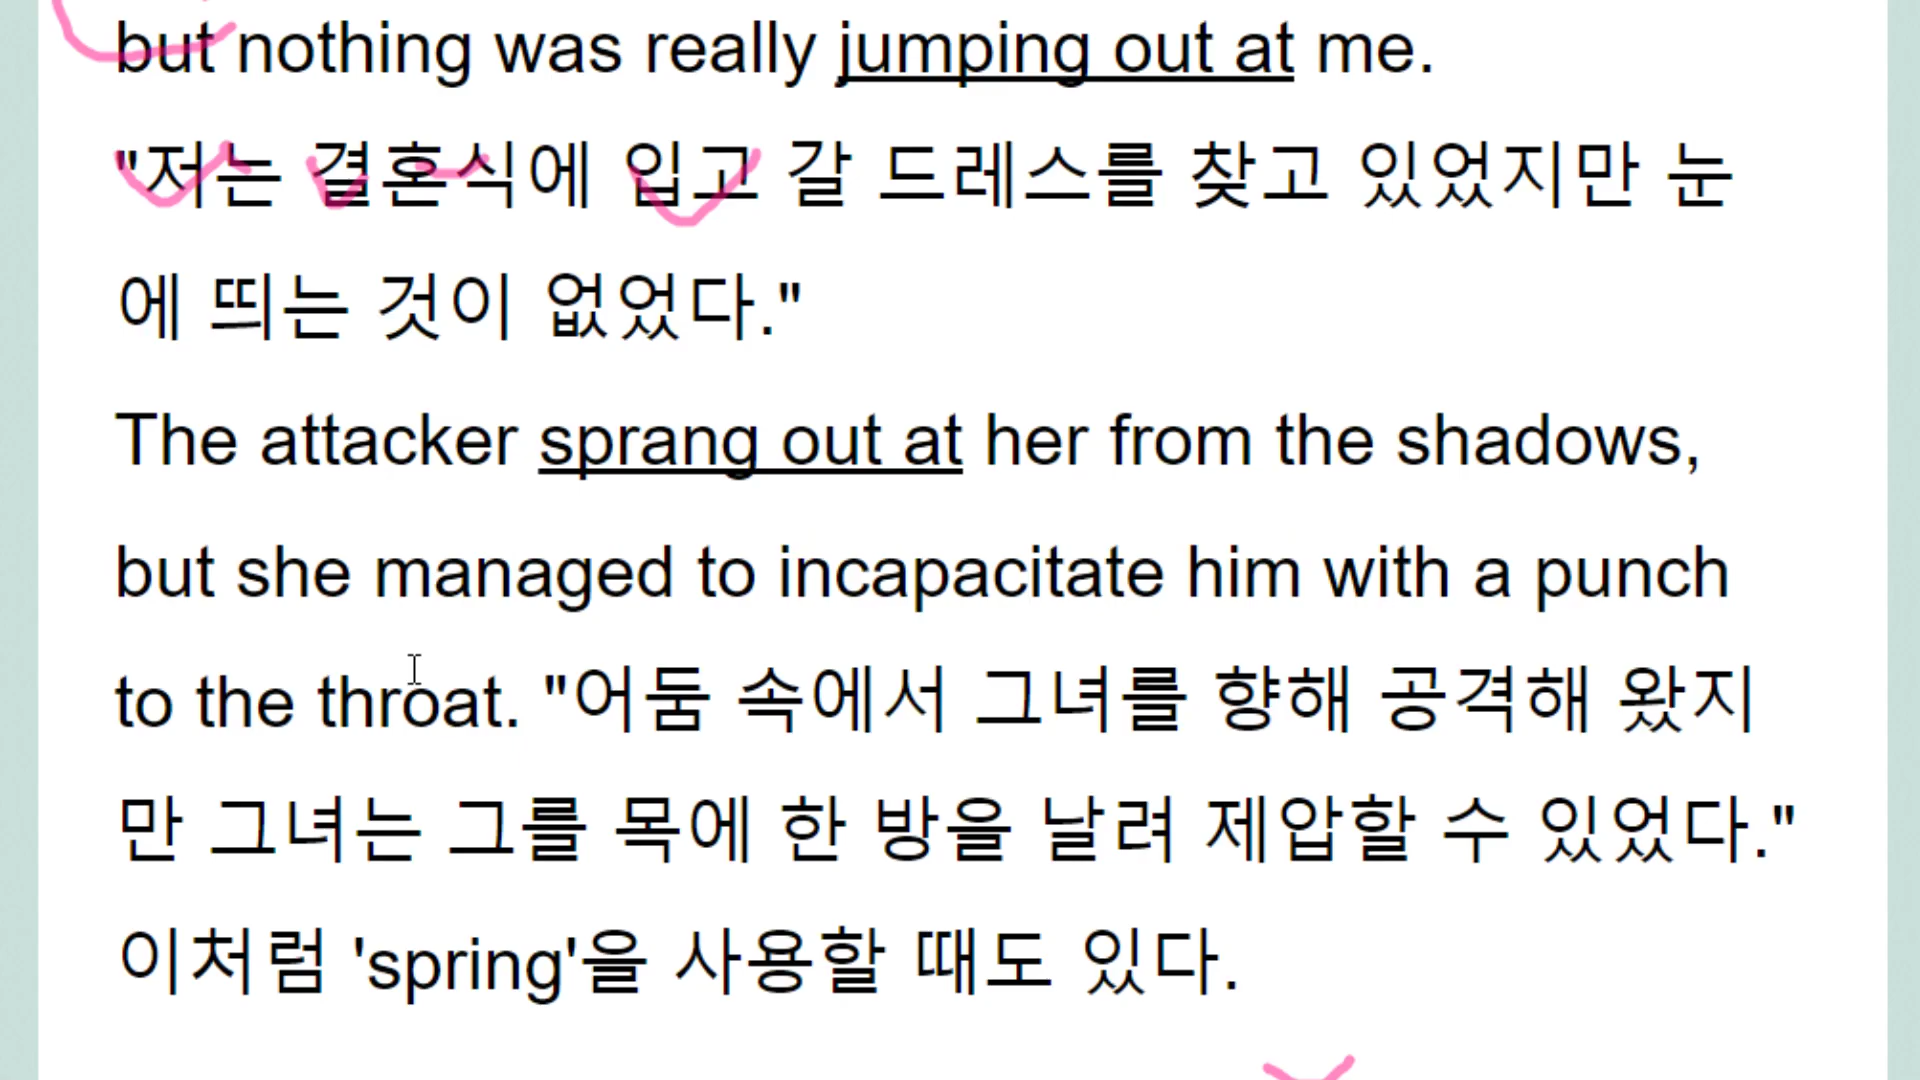 but nothing was really jumping out at me.
"저는 결혼식에 입고 갈 드레스를 찾고 있었지만 눈
에 띄는 것이 없었다."
The attacker sprang out at her from the shadows,
but she managed to incapacitate him with a punch
to the throat. "어둠 속에서 그녀를 향해 공격해 왔지
만 그녀는 그를 목에 한 방을 날려 제압할 수 있었다."
이처럼 'spring'을 사용할 때도 있다.